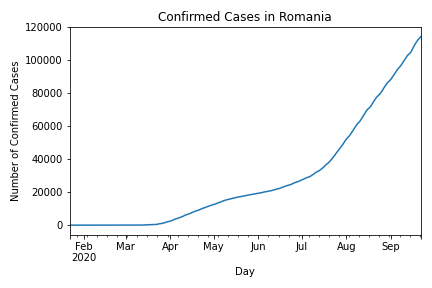 Confirmed Cases in Romania
Number of Confirmed Cases
120000
100000
80000
60000
40000
20000
0
Feb Mar Apr May Jun Jul Aug Sep
2020
Day